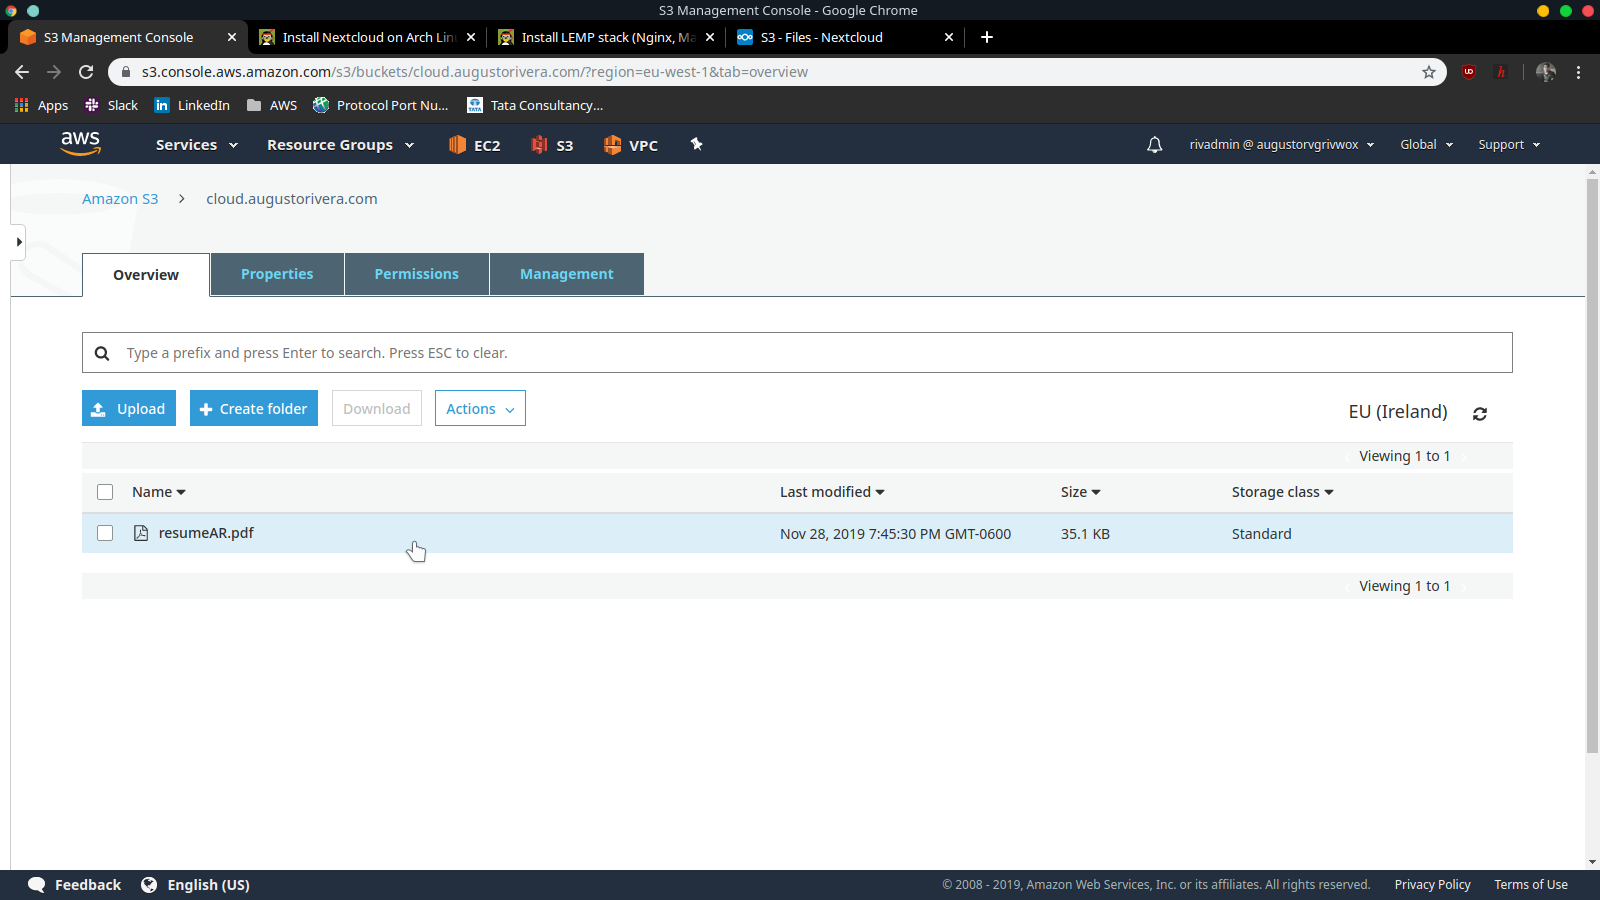 S3 Management Console - Google Chrome
S3 Management Console
Install Nextcloud on Arch Lin
Install LEMP stack (Nginx, Ma
S3 - Files - Nextcloud
s3.console.aws.amazon.com/s3/buckets/cloud.augustorivera.com/?region=eu-west-1&tab=overview
Apps Slack LinkedIn AWS Protocol Port Nu... Tata Consultancy...
aws Services Resource Groups EC2 S3 VPC rivadmin @ augustorvgrivwox Global Support
Amazon S3 > cloud.augustorivera.com
Overview Properties Permissions Management
Type a prefix and press Enter to search. Press ESC to clear.
Upload Create folder Download Actions EU (Ireland)
Viewing 1 to 1
Name Last modified Size Storage class
resumeAR.pdf Nov 28, 2019 7:45:30 PM GMT-0600 35.1 KB Standard
Viewing 1 to 1
Feedback English (US) © 2008 - 2019, Amazon Web Services, Inc. or its affiliates. All rights reserved. Privacy Policy Terms of Use